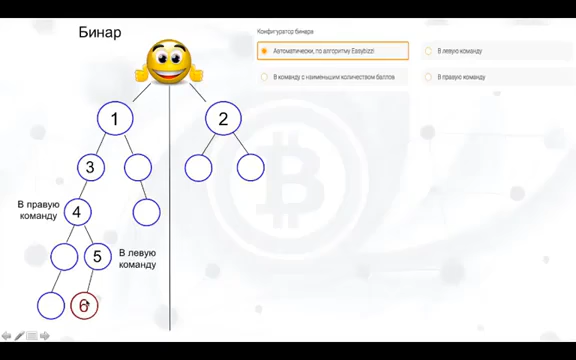 Бинар
Конфигуратор бинара
Автоматически, по алгоритму Easybizzi
В левую команду
В команду с наименьшим количеством баллов
В правую команду
1
2
3
В правую
команду
4
5
В левую
команду
6